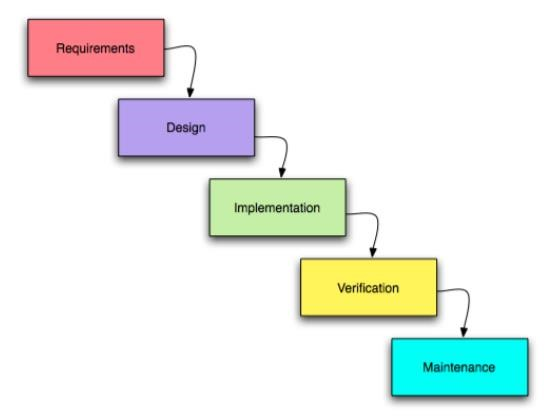 Requirements
Design
Implementation
Verification
Maintenance